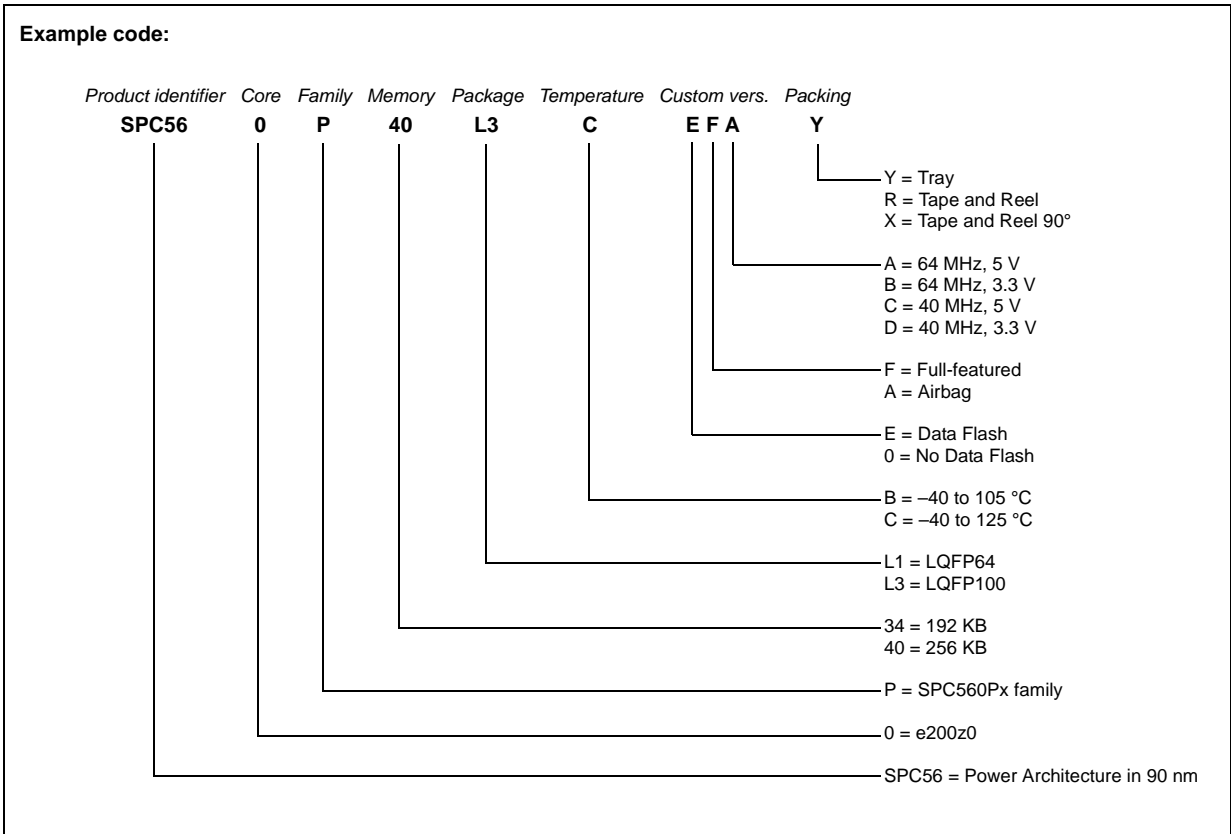 Example code:
Product identifier Core Family Memory Package Temperature Custom vers. Packing
SPC56 0 P 40 L3 C E F A Y
Y = Tray
R = Tape and Reel
X = Tape and Reel 90°
A = 64 MHz, 5 V
B = 64 MHz, 3.3 V
C = 40 MHz, 5 V
D = 40 MHz, 3.3 V
F = Full-featured
A = Airbag
E = Data Flash
0 = No Data Flash
B = –40 to 105 °C
C = –40 to 125 °C
L1 = LQFP64
L3 = LQFP100
34 = 192 KB
40 = 256 KB
P = SPC560Px family
0 = e200z0
SPC56 = Power Architecture in 90 nm